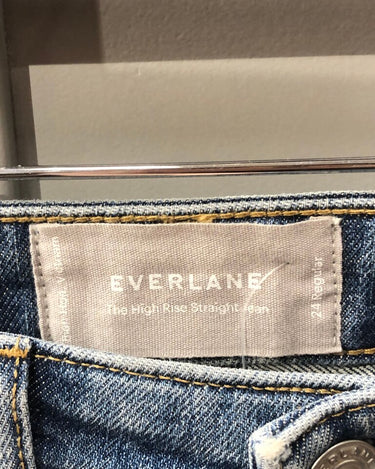 EVERLANE
The High Rise Straight Jean
24 Regular